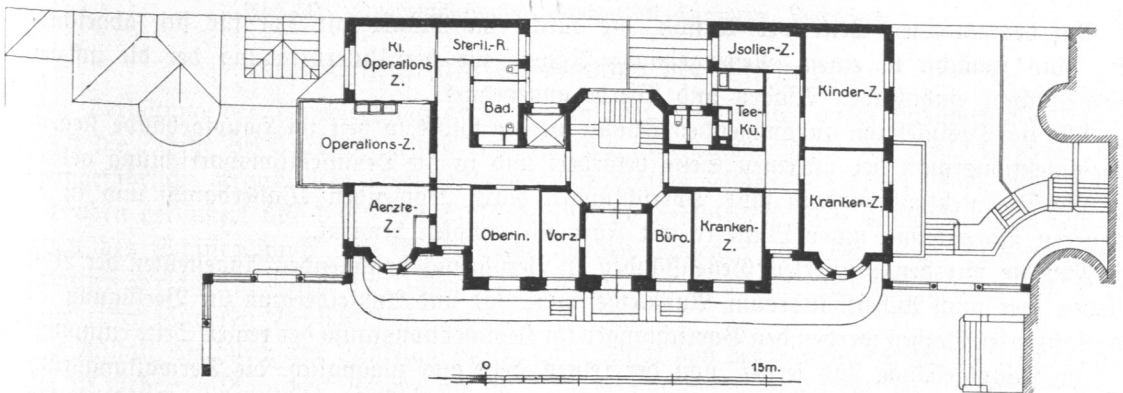 Kl.
Operations
Z.
Steril.-R.
Bad.
Operations-Z.
Aerzte-
Z.
Oberin.
Vorz.
Büro.
Kranken-
Z.
Jsolier-Z.
Tee-
Kü.
Kinder-Z.
Kranken-Z.
0
15m.